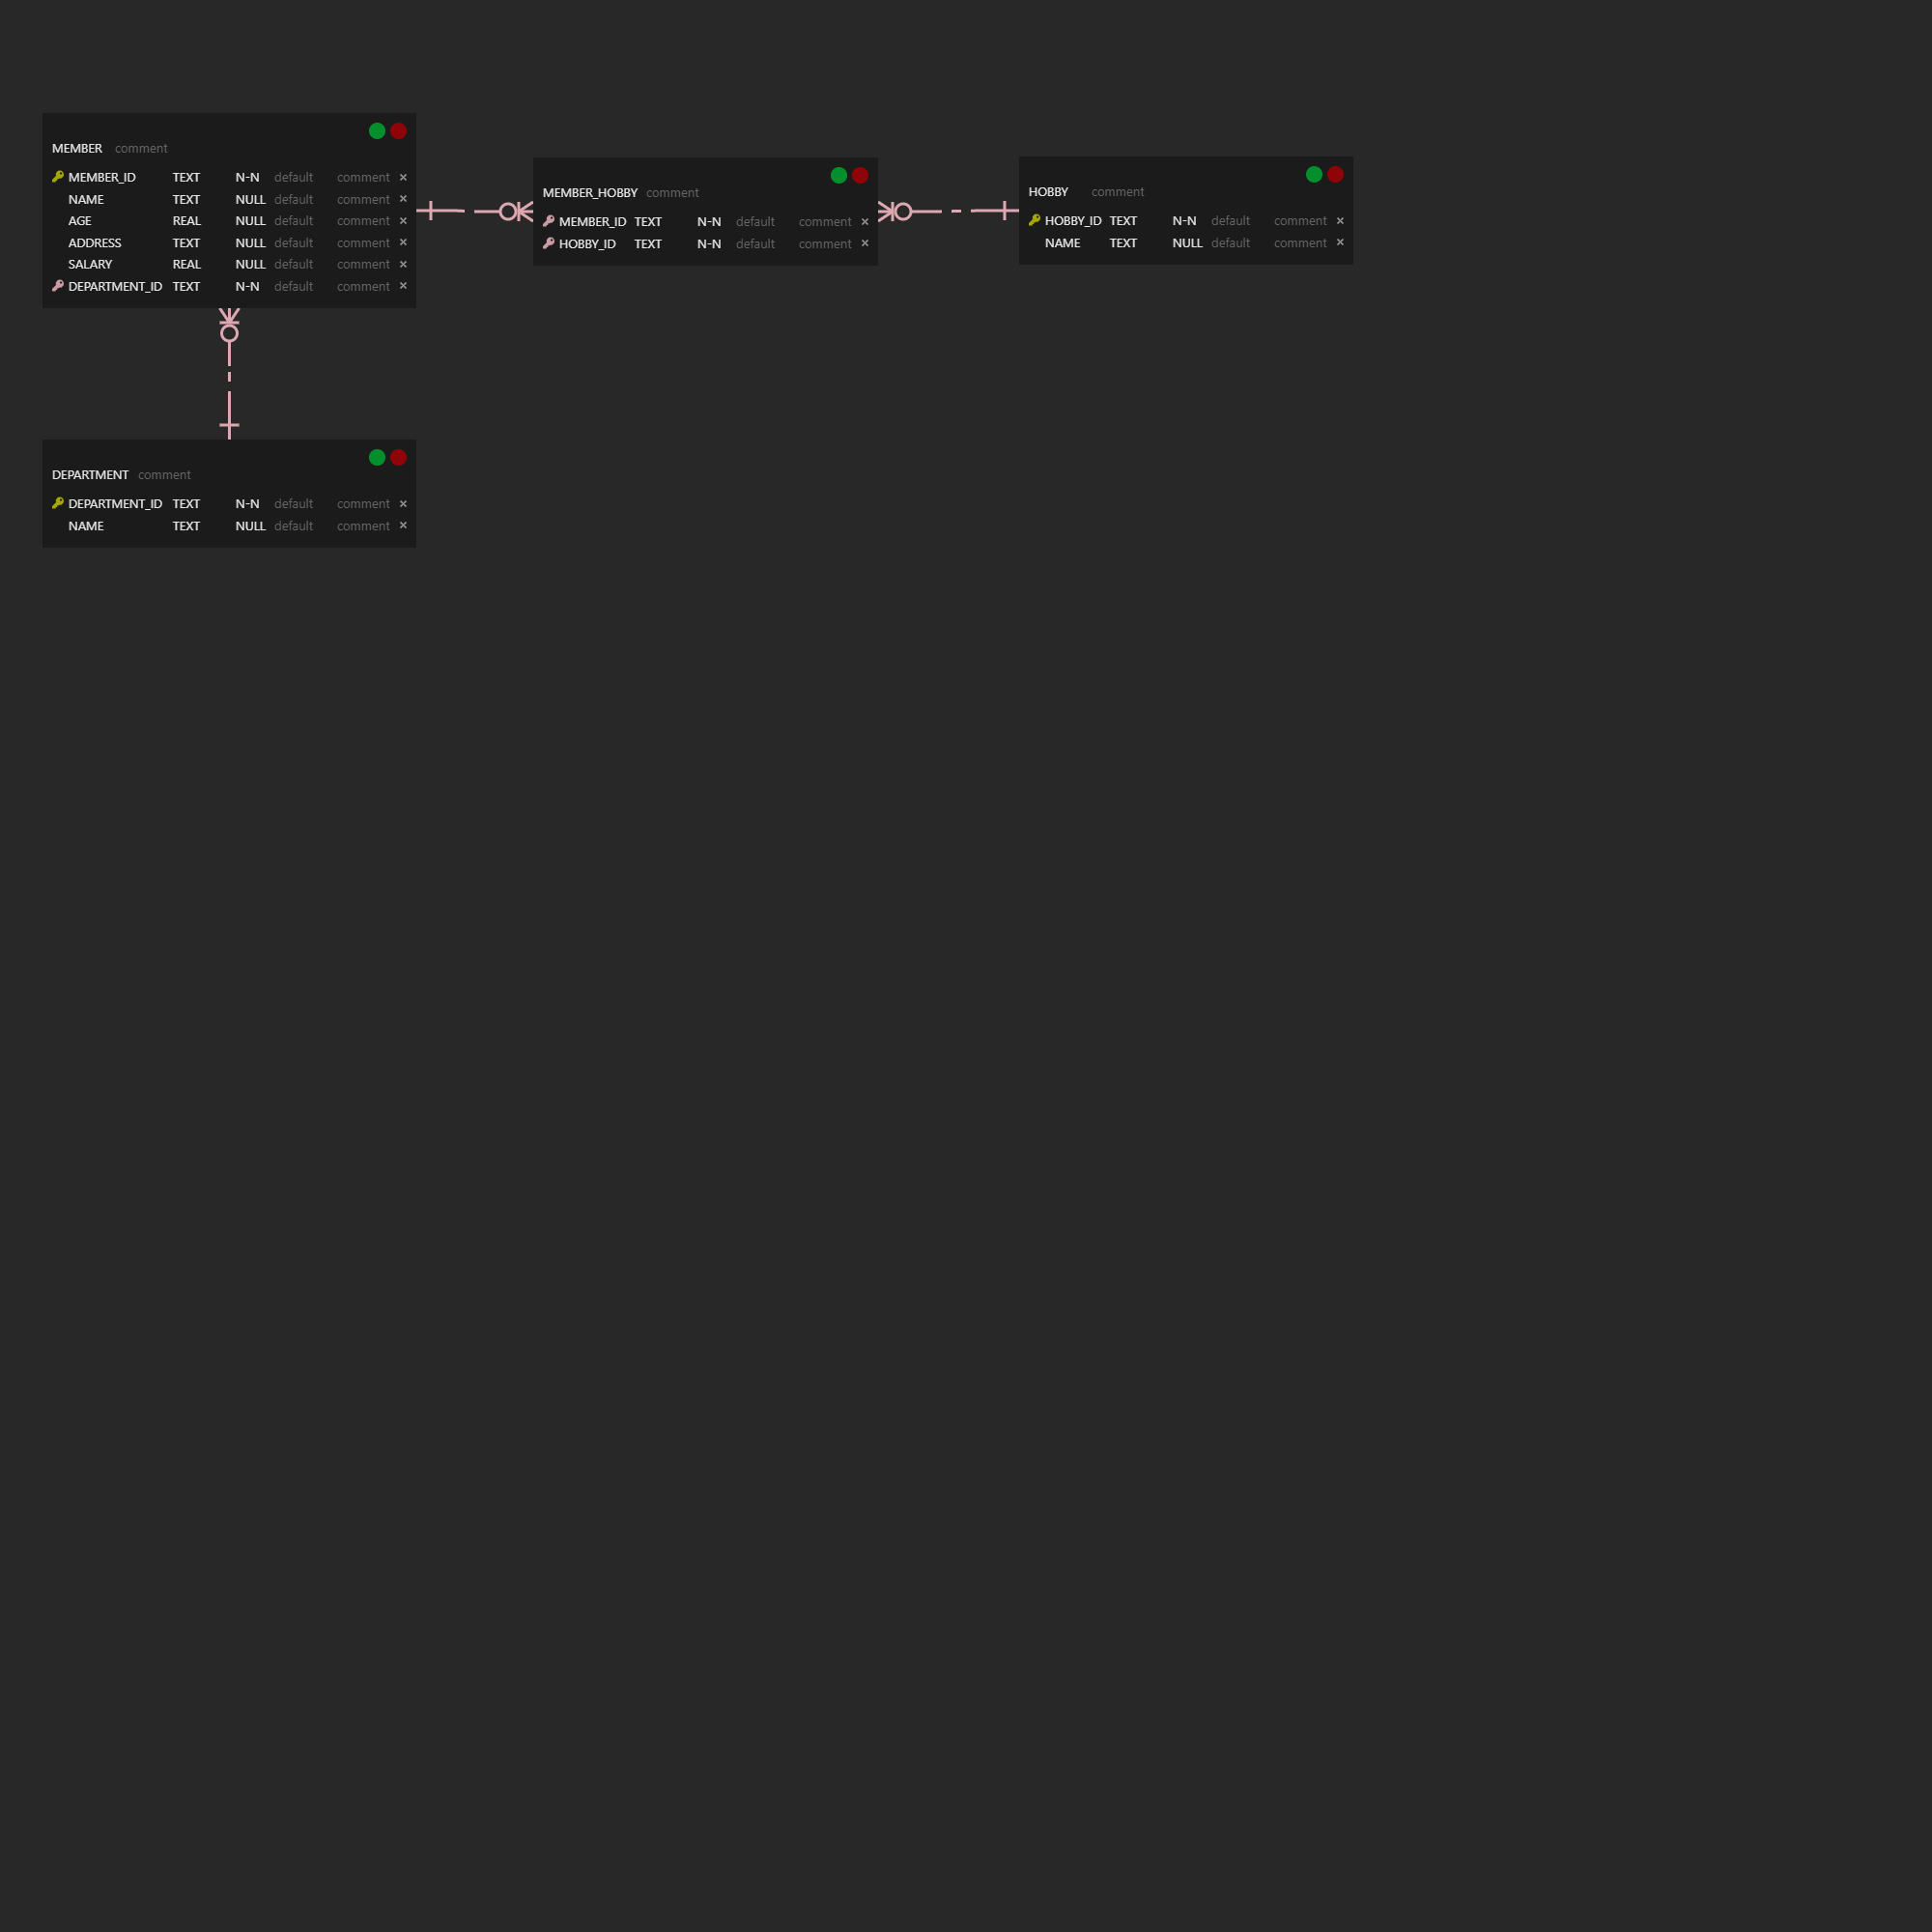 MEMBER comment
MEMBER_ID TEXT N-N default comment ×
NAME TEXT NULL default comment ×
AGE REAL NULL default comment ×
ADDRESS TEXT NULL default comment ×
SALARY REAL NULL default comment ×
DEPARTMENT_ID TEXT N-N default comment ×
MEMBER_HOBBY comment
MEMBER_ID TEXT N-N default comment ×
HOBBY_ID TEXT N-N default comment ×
HOBBY comment
HOBBY_ID TEXT N-N default comment ×
NAME TEXT NULL default comment ×
DEPARTMENT comment
DEPARTMENT_ID TEXT N-N default comment ×
NAME TEXT NULL default comment ×